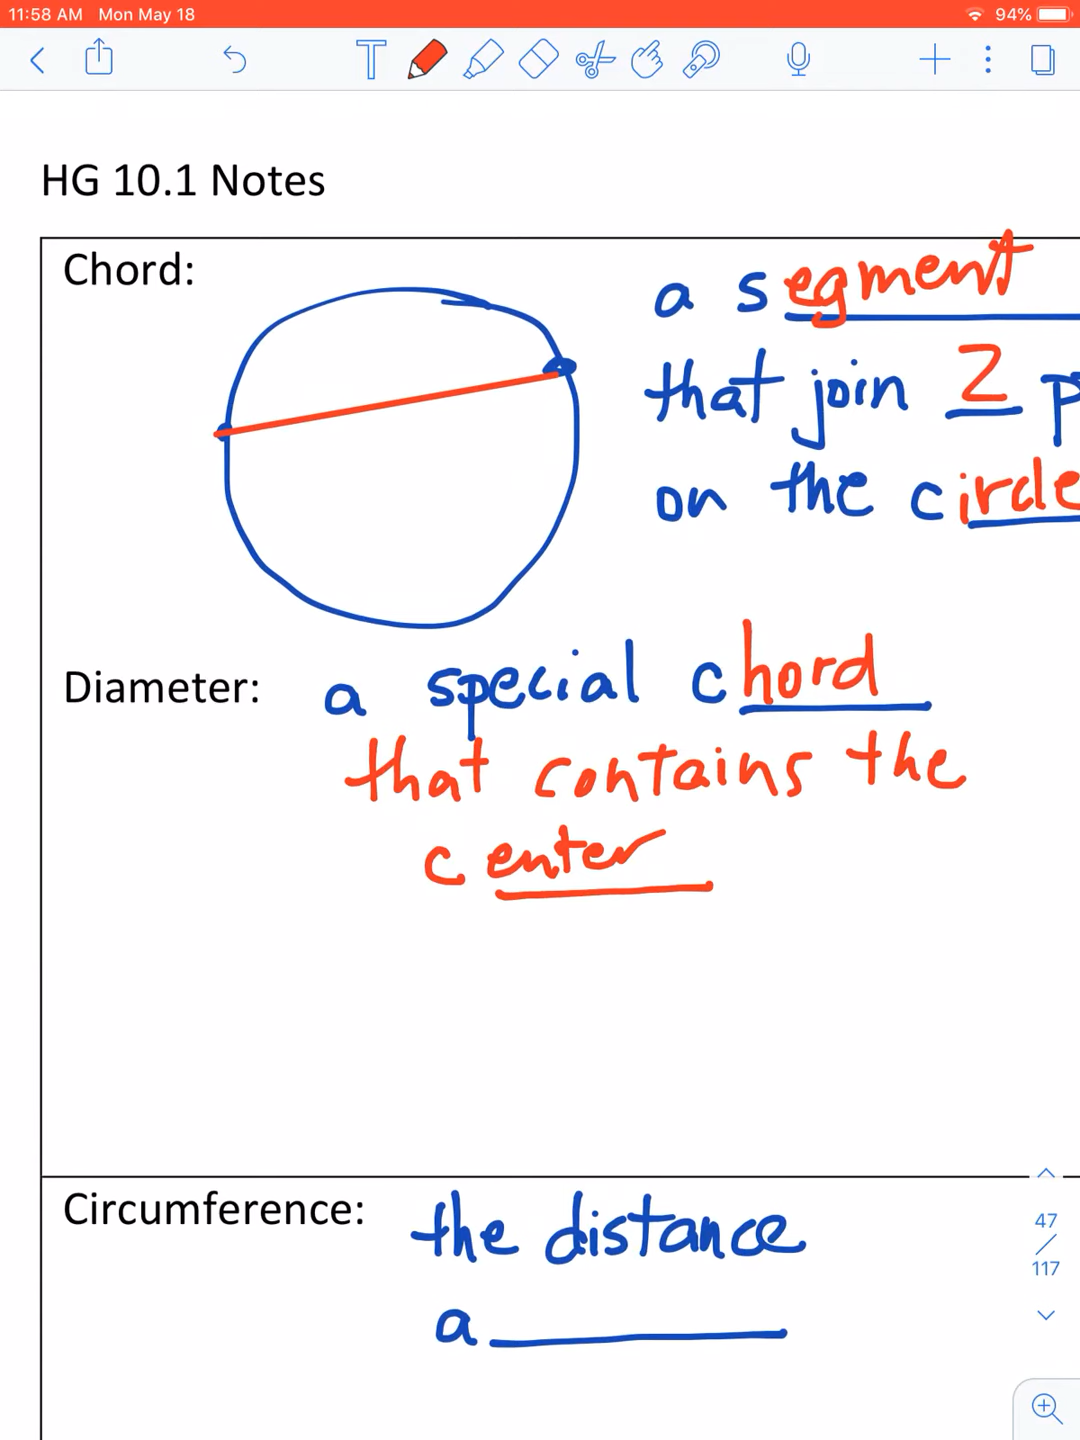 11:58 AM Mon May 18 94%
T
HG 10.1 Notes
Chord:
a segment
that join 2 p
on the circle
Diameter: a special chord
that contains the
center
Circumference: the distance
a
47
/
117